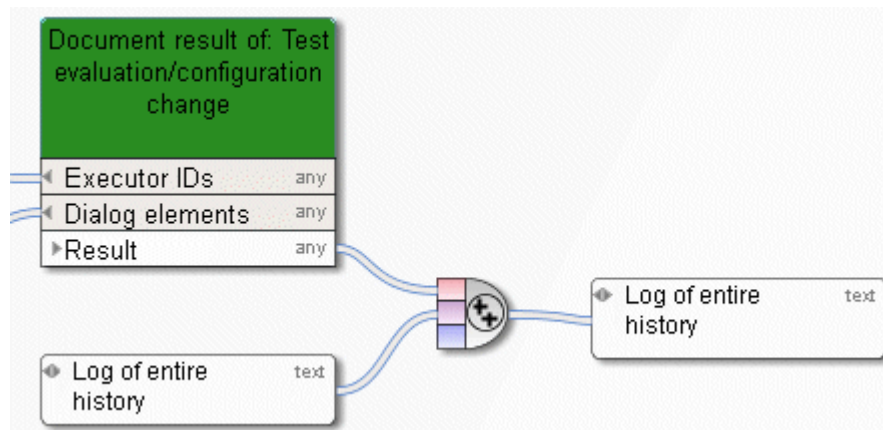 Document result of: Test
evaluation/configuration
change
Executor IDs any
Dialog elements any
Result any
Log of entire text
history
Log of entire text
history